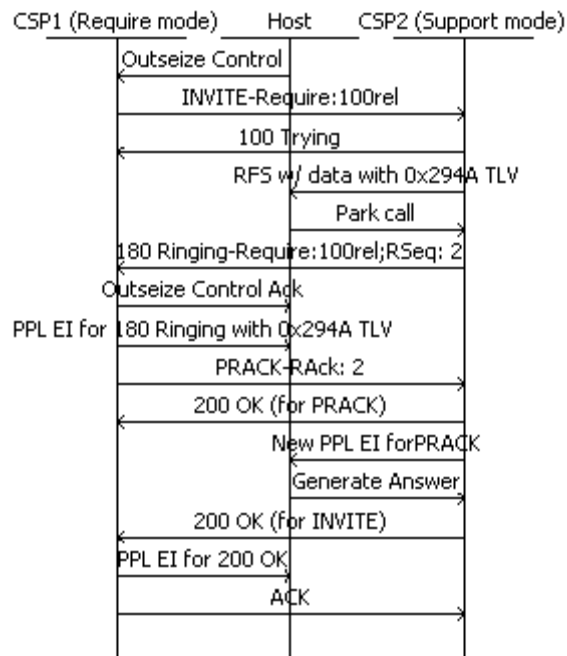 CSP1 (Require mode) Host CSP2 (Support mode)
Outseize Control
INVITE-Require:100rel
100 Trying
RFS w/ data with 0x294A TLV
Park call
180 Ringing-Require:100rel;RSeq: 2
Outseize Control Ack
PPL EI for 180 Ringing with 0x294A TLV
PRACK-RAck: 2
200 OK (for PRACK)
New PPL EI forPRACK
Generate Answer
200 OK (for INVITE)
PPL EI for 200 OK
ACK